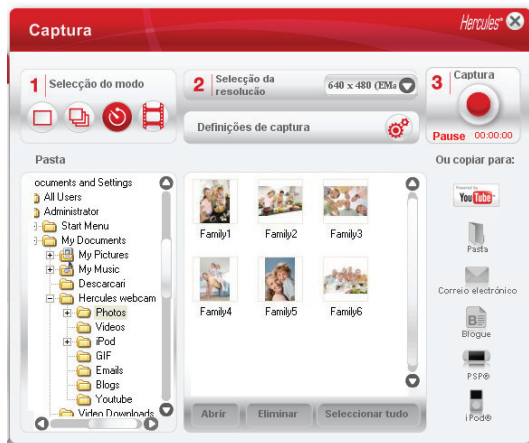 Captura
Hercules®
1 Selecção do modo
2 Selecção da
resolução
640 x 480 (EMa
3 Captura
Definições de captura
Pause 00:00:00
Pasta
Ou copiar para:
ocuments and Settings
All Users
Administrator
Start Menu
My Documents
My Pictures
My Music
Descarcari
Hercules webcam
Photos
Videos
iPod
GIF
Emails
Blogs
Youtube
Video Downloads
Family1 Family2 Family3
Family4 Family5 Family6
Abrir Eliminar Seleccionar tudo
Powered by
YouTube
Pasta
Correio electrónico
B
Blogue
PSP®
iPod®